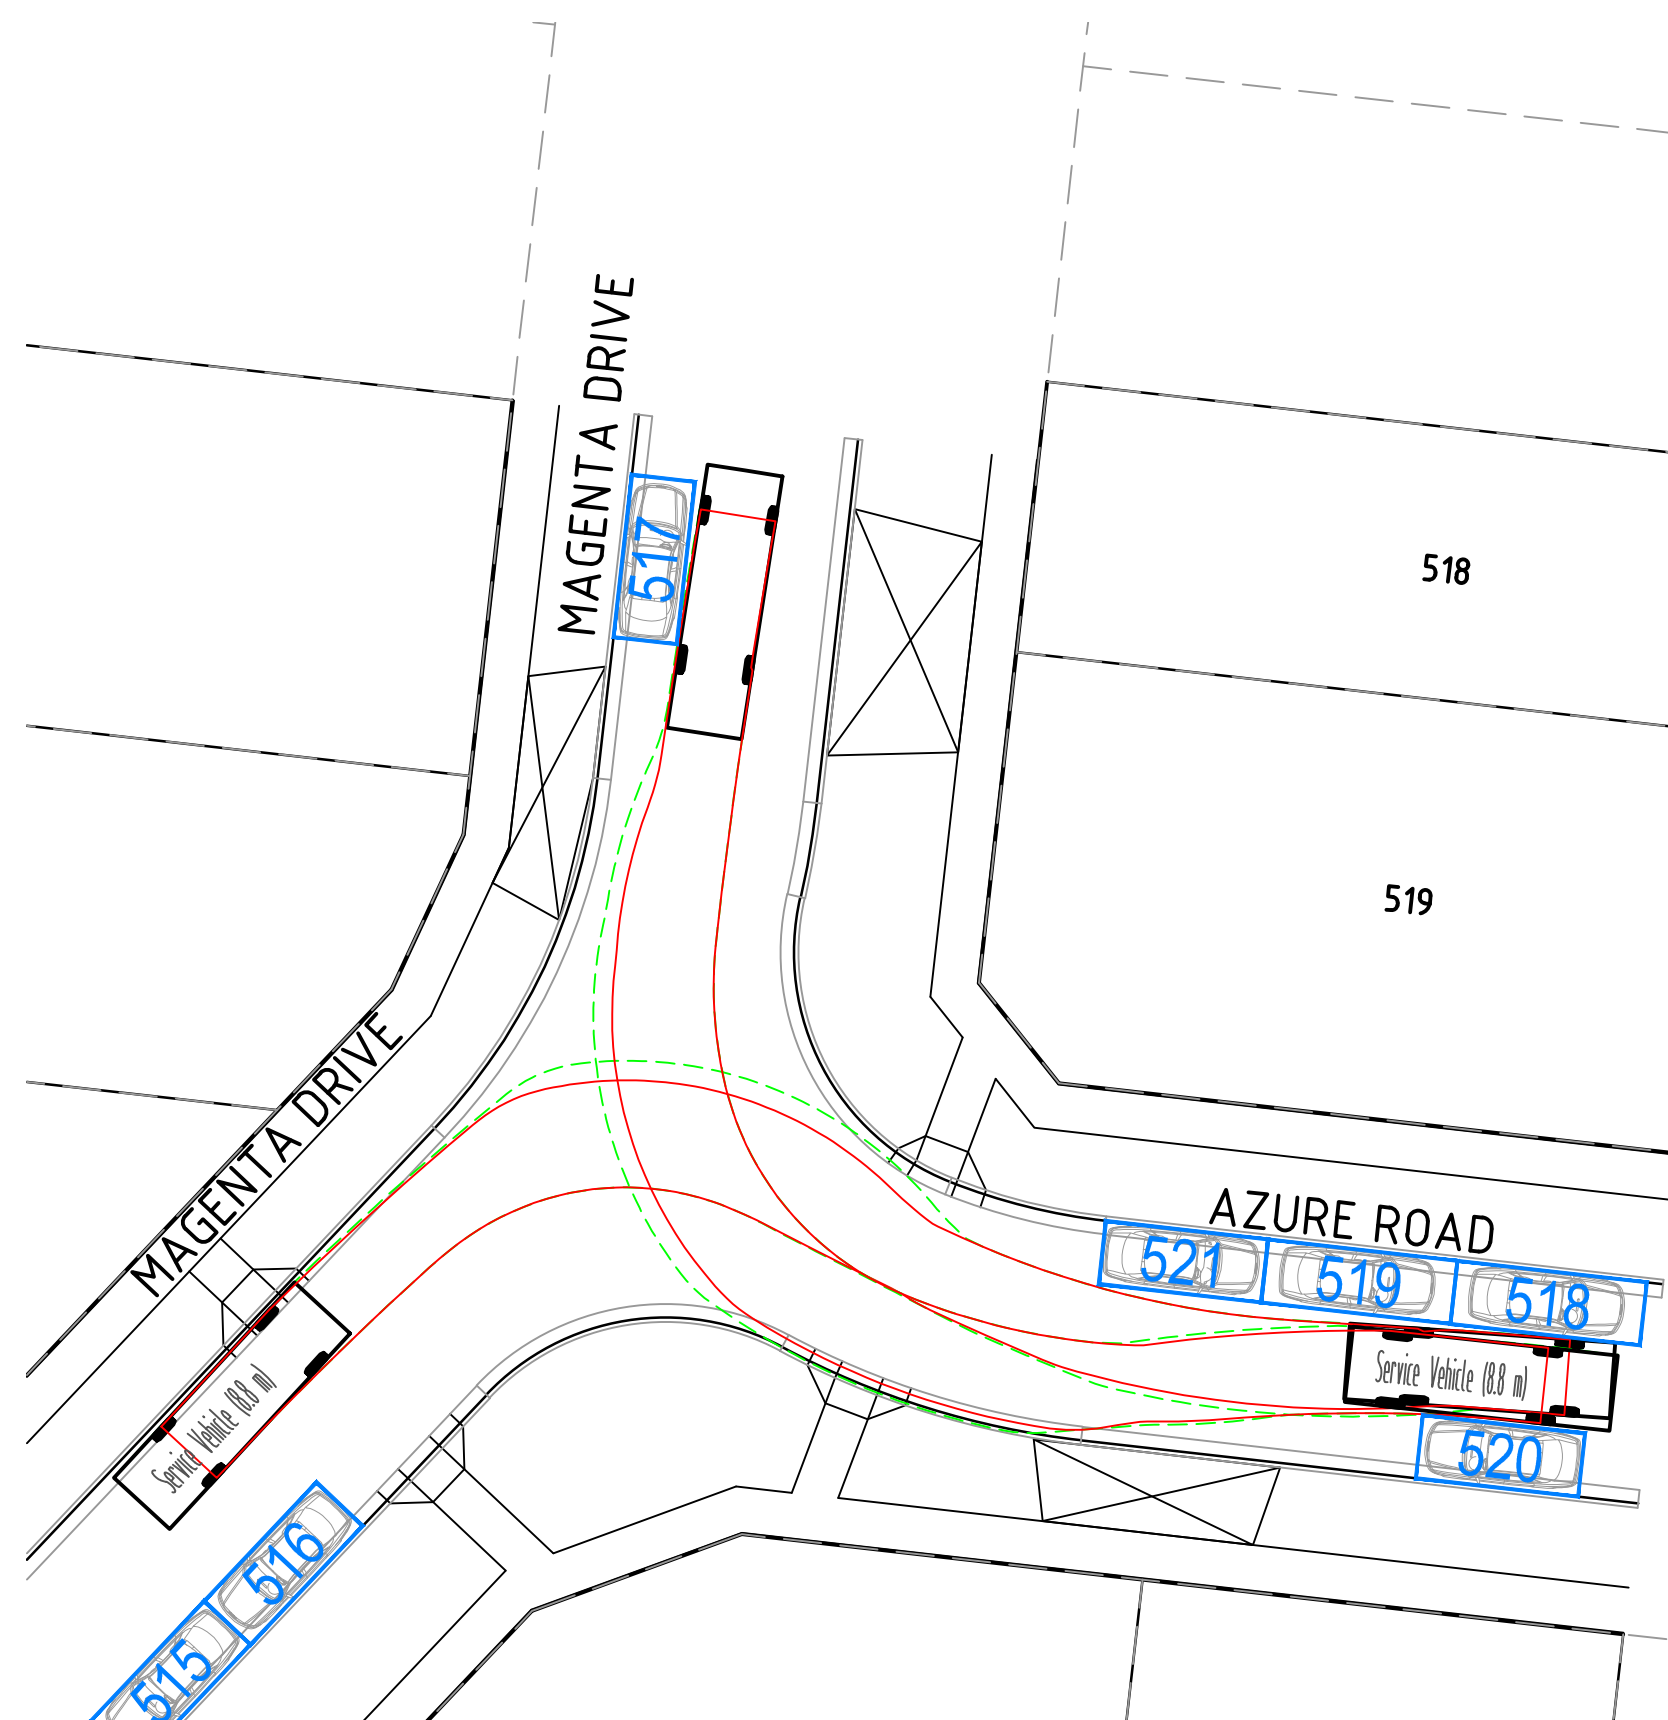 MAGENTA DRIVE
517
518
519
MAGENTA DRIVE
AZURE ROAD
521
519
518
Service Vehicle (8.8 m)
Service Vehicle (8.8 m)
520
516
515